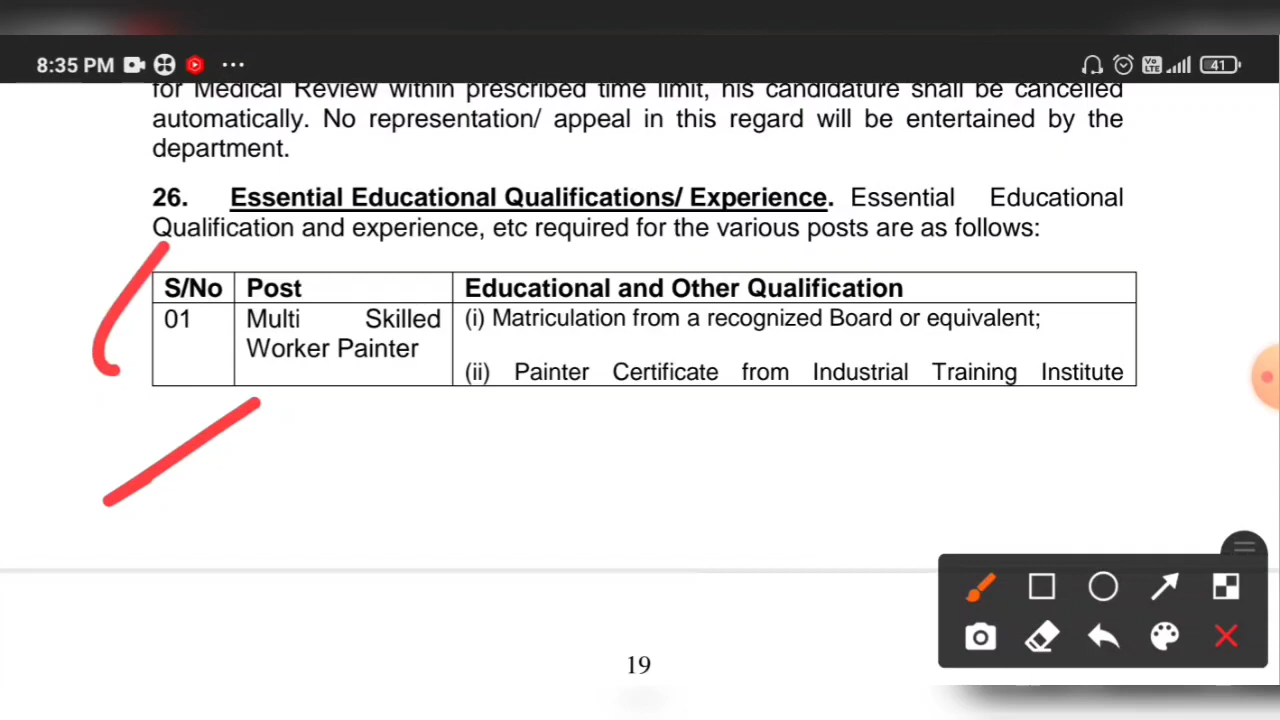 8:35 PM
Vo LTE
41
for Medical Review within prescribed time limit, his candidature shall be cancelled
automatically. No representation/ appeal in this regard will be entertained by the
department.
26. Essential Educational Qualifications/ Experience. Essential Educational
Qualification and experience, etc required for the various posts are as follows:
S/No Post Educational and Other Qualification
01 Multi Skilled (i) Matriculation from a recognized Board or equivalent;
Worker Painter
(ii) Painter Certificate from Industrial Training Institute
19